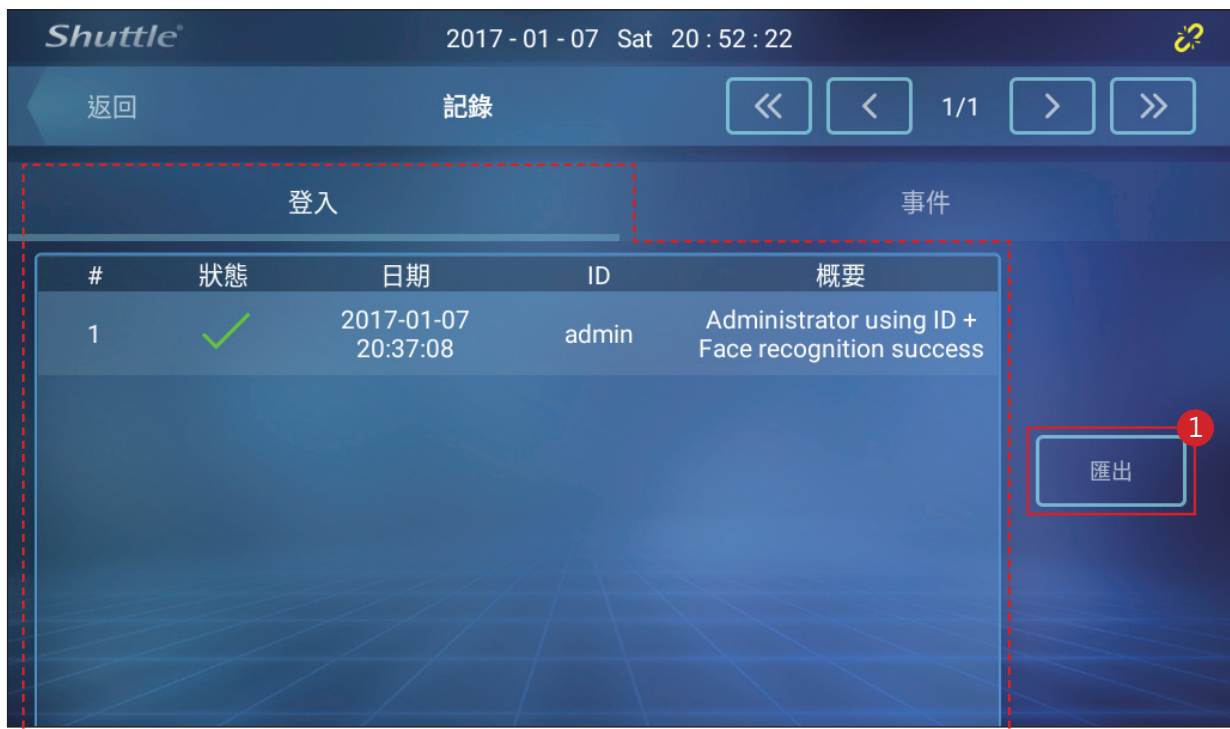 Shuttle®
2017 - 01 - 07 Sat 20 : 52 : 22
返回
記錄
1/1
登入
事件
# 狀態 日期 ID 概要
1 2017-01-07 20:37:08 admin Administrator using ID + Face recognition success
1
匯出